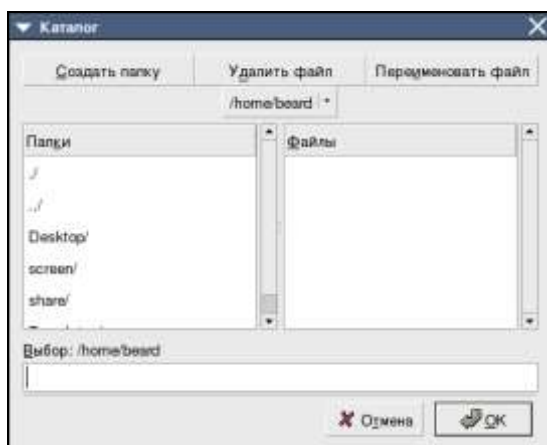 Каталог
Создать папку Удалить файл Переименовать файл
/home/beard
Папки Файлы
./
../
Desktop/
screen/
share/
Выбор: /home/beard
Отмена OK